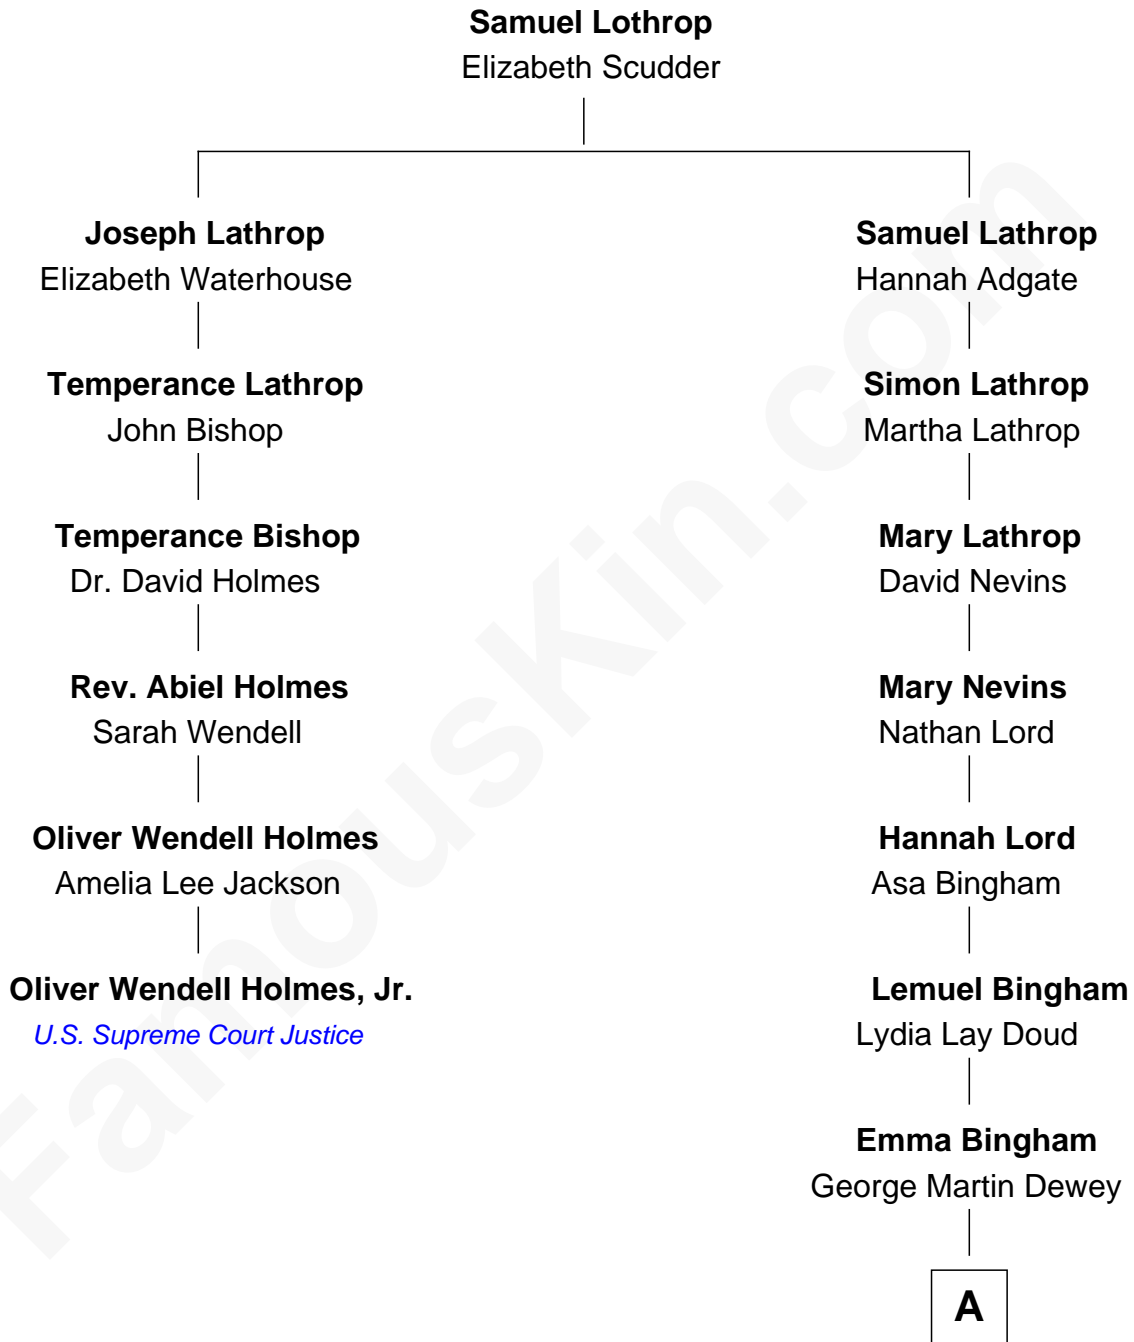 Samuel Lothrop
Elizabeth Scudder
Joseph Lathrop
Elizabeth Waterhouse
Temperance Lathrop
John Bishop
Temperance Bishop
Dr. David Holmes
Rev. Abiel Holmes
Sarah Wendell
Oliver Wendell Holmes
Amelia Lee Jackson
Oliver Wendell Holmes, Jr.
U.S. Supreme Court Justice
Samuel Lathrop
Hannah Adgate
Simon Lathrop
Martha Lathrop
Mary Lathrop
David Nevins
Mary Nevins
Nathan Lord
Hannah Lord
Asa Bingham
Lemuel Bingham
Lydia Lay Doud
Emma Bingham
George Martin Dewey
A
FamousKin.com